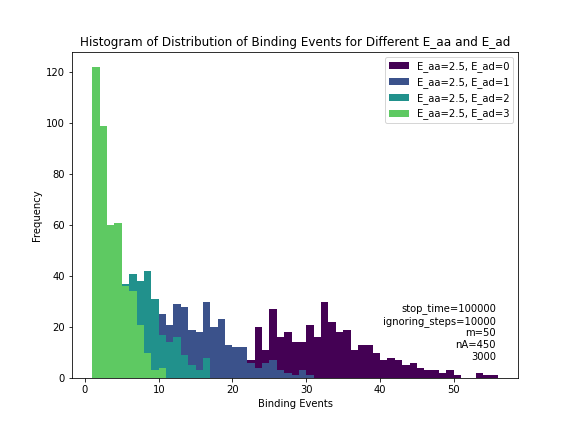 Histogram of Distribution of Binding Events for Different E_aa and E_ad
E_aa=2.5, E_ad=0
E_aa=2.5, E_ad=1
E_aa=2.5, E_ad=2
E_aa=2.5, E_ad=3
120
100
80
60
40
20
0
Frequency
stop_time=100000
ignoring_steps=10000
m=50
nA=450
3000
0 10 20 30 40 50
Binding Events